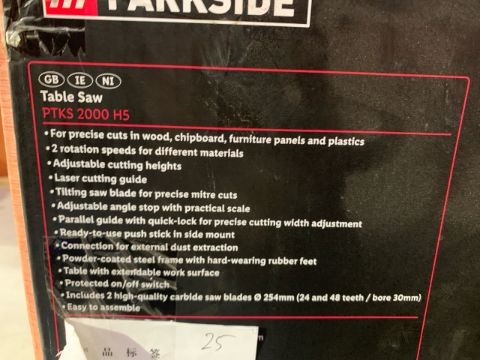 PARKSIDE
GB IE NI
Table Saw
PTKS 2000 H5
• For precise cuts in wood, chipboard, furniture panels and plastics
• 2 rotation speeds for different materials
• Adjustable cutting heights
• Laser cutting guide
• Tilting saw blade for precise mitre cuts
• Adjustable angle stop with practical scale
• Parallel guide with quick-lock for precise cutting width adjustment
• Ready-to-use push stick in side mount
• Connection for external dust extraction
• Powder-coated steel frame with hard-wearing rubber feet
• Table with extendable work surface
• Protected on/off switch
• Includes 2 high-quality carbide saw blades Ø 254mm (24 and 48 teeth / bore 30mm)
• Easy to assemble
品 标 签
25